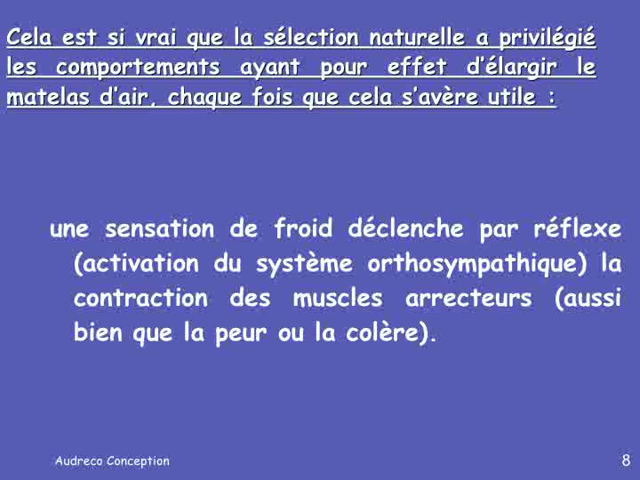 Cela est si vrai que la sélection naturelle a privilégié
les comportements ayant pour effet d’élargir le
matelas d’air, chaque fois que cela s’avère utile :
une sensation de froid déclenche par réflexe
(activation du système orthosympathique) la
contraction des muscles arrecteurs (aussi
bien que la peur ou la colère).
Audreco Conception
8